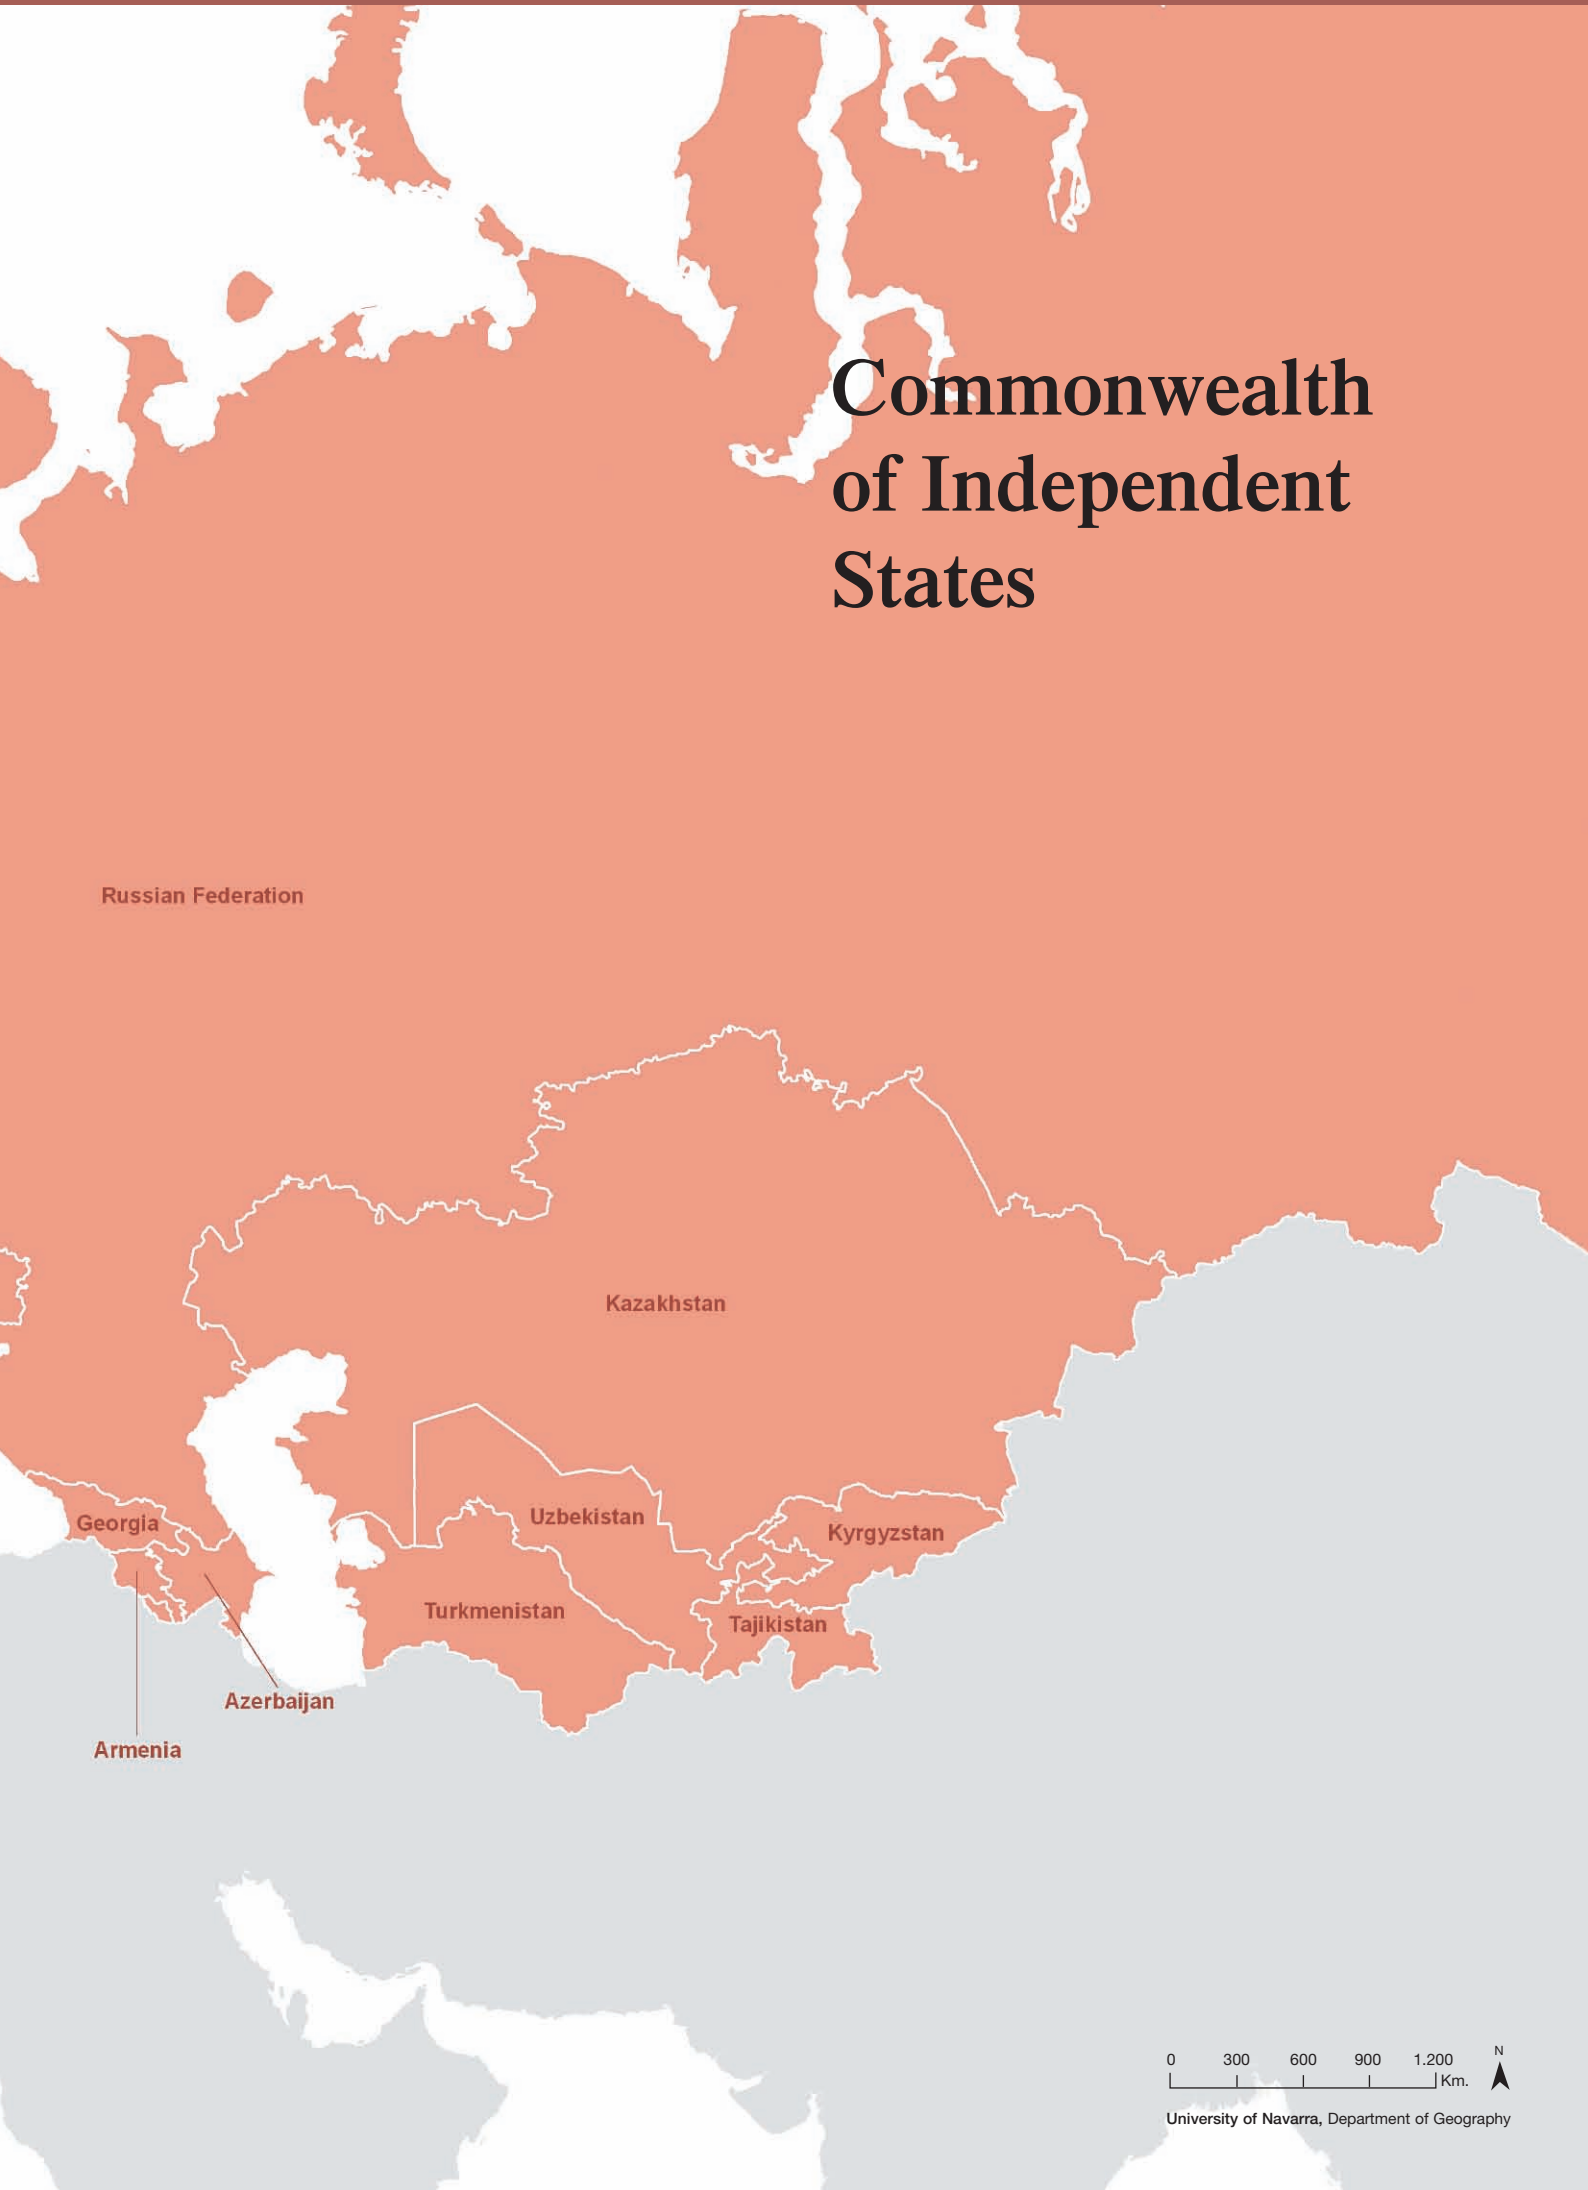 Commonwealth
of Independent
States
Russian Federation
Kazakhstan
Uzbekistan
Georgia
Kyrgyzstan
Turkmenistan
Tajikistan
Azerbaijan
Armenia
N
0 300 600 900 1.200
Km.
University of Navarra, Department of Geography